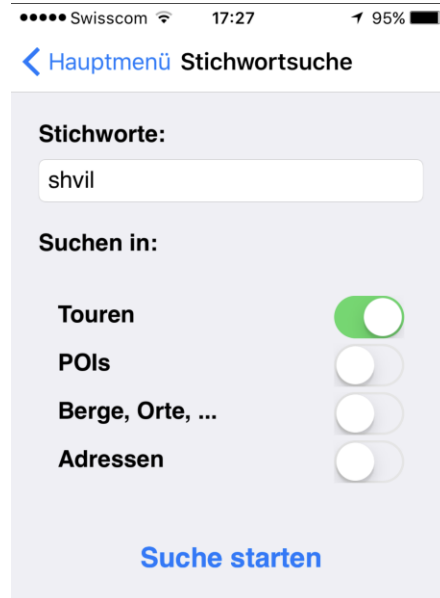 Swisscom 17:27 95%
Hauptmenü Stichwortsuche
Stichworte:
shvil
Suchen in:
Touren
POIs
Berge, Orte, ...
Adressen
Suche starten